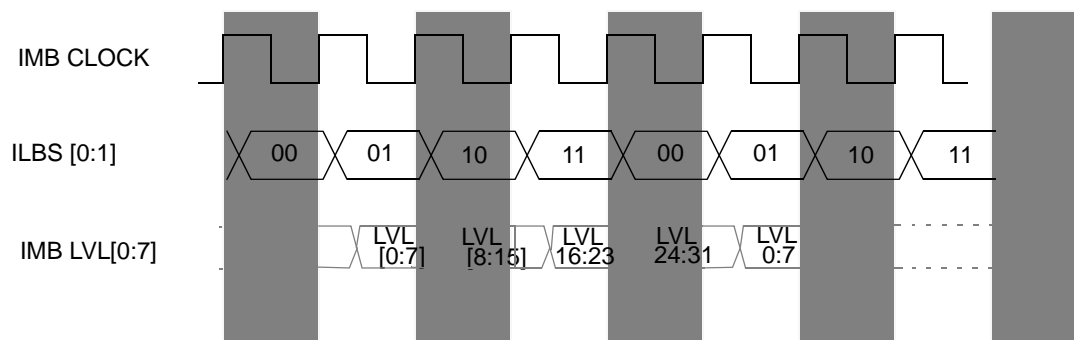 IMB CLOCK
ILBS [0:1]
00 01 10 11 00 01 10 11
IMB LVL[0:7]
LVL LVL LVL LVL LVL
[0:7] [8:15] 16:23 24:31 0:7